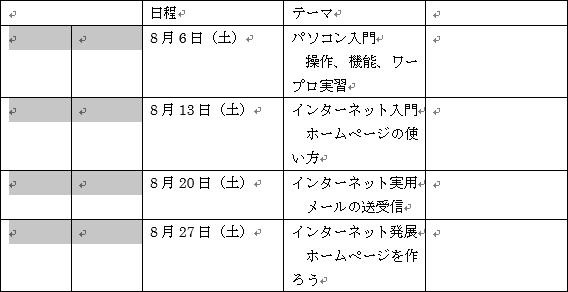 日程
テーマ
8月6日（土）
パソコン入門
操作、機能、ワー
プロ実習
8月13日（土）
インターネット入門
ホームページの使
い方
8月20日（土）
インターネット実用
メールの送受信
8月27日（土）
インターネット発展
ホームページを作
ろう